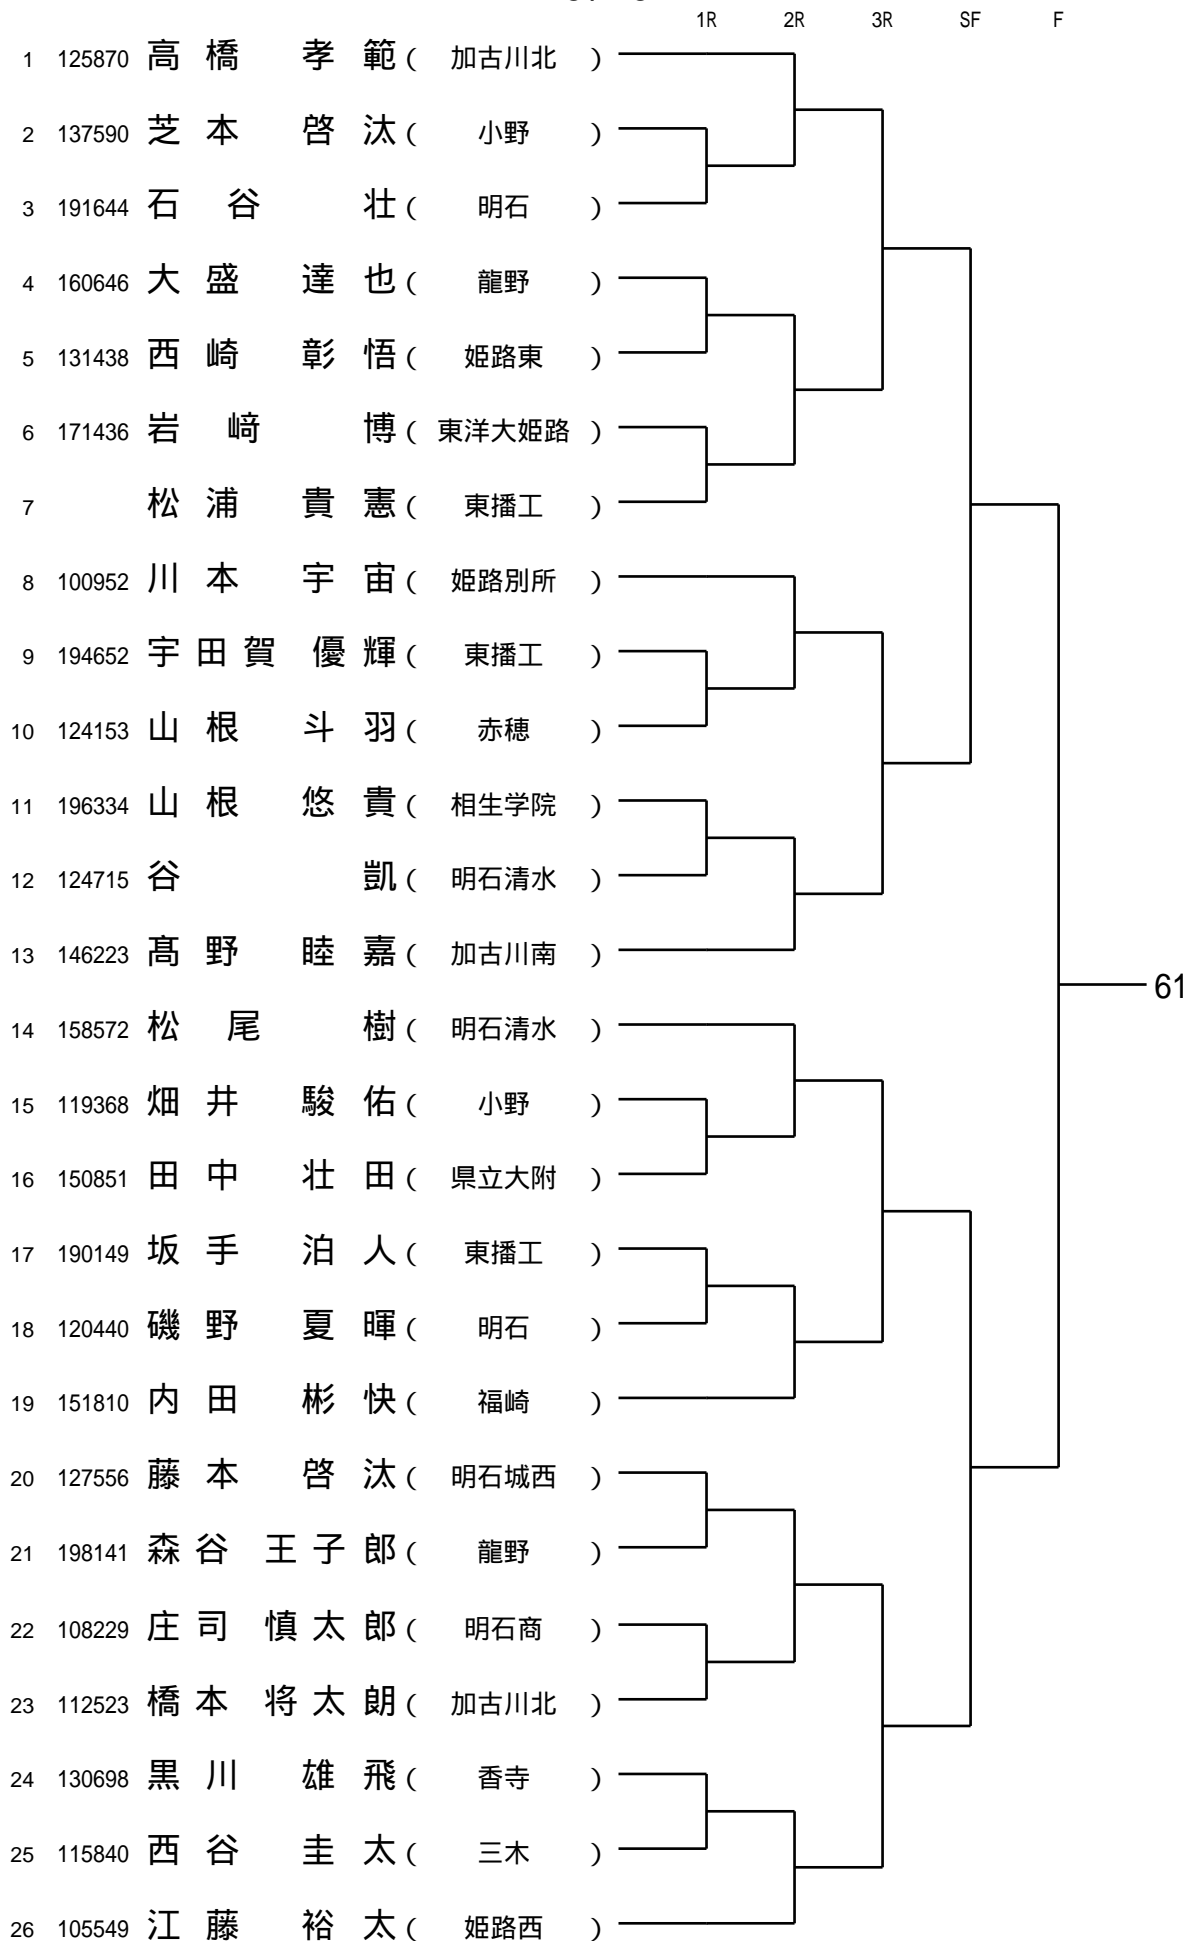 1R 2R 3R SF F
1 125870 高橋 孝範 ( 加古川北 )
2 137590 芝本 啓汰 ( 小野 )
3 191644 石谷 壮 ( 明石 )
4 160646 大盛 達也 ( 龍野 )
5 131438 西崎 彰悟 ( 姫路東 )
6 171436 岩﨑 博 ( 東洋大姫路 )
7 松浦 貴憲 ( 東播工 )
8 100952 川本 宇宙 ( 姫路別所 )
9 194652 宇田賀 優輝 ( 東播工 )
10 124153 山根 斗羽 ( 赤穂 )
11 196334 山根 悠貴 ( 相生学院 )
12 124715 谷 凱 ( 明石清水 )
13 146223 髙野 睦嘉 ( 加古川南 )
61
14 158572 松尾 樹 ( 明石清水 )
15 119368 畑井 駿佑 ( 小野 )
16 150851 田中 壮田 ( 県立大附 )
17 190149 坂手 泊人 ( 東播工 )
18 120440 磯野 夏暉 ( 明石 )
19 151810 内田 彬快 ( 福崎 )
20 127556 藤本 啓汰 ( 明石城西 )
21 198141 森谷 王子郎 ( 龍野 )
22 108229 庄司 慎太郎 ( 明石商 )
23 112523 橋本 将太朗 ( 加古川北 )
24 130698 黒川 雄飛 ( 香寺 )
25 115840 西谷 圭太 ( 三木 )
26 105549 江藤 裕太 ( 姫路西 )